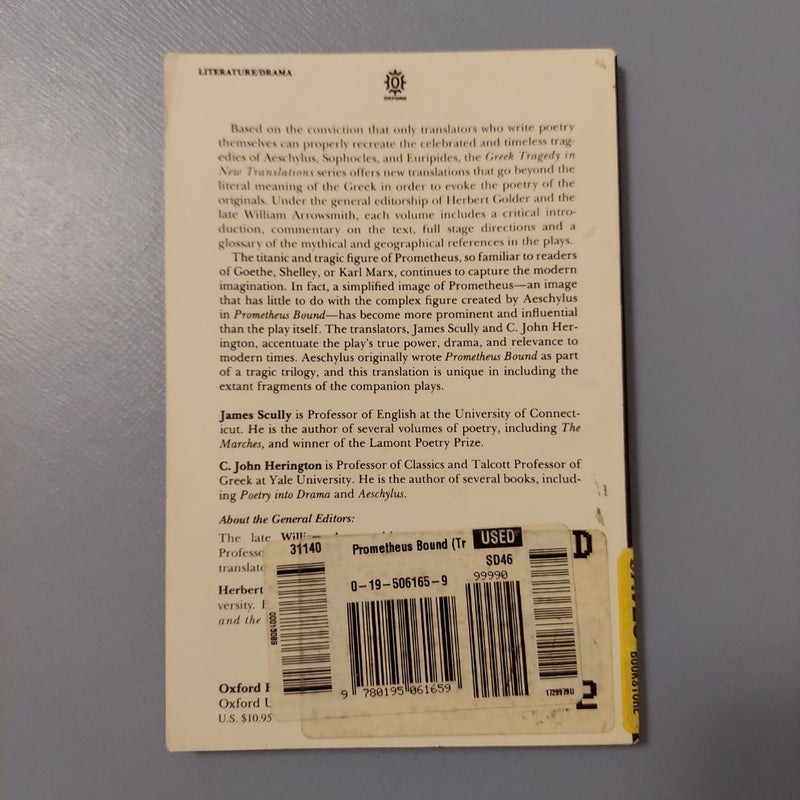 LITERATURE/DRAMA
OXFORD
Based on the conviction that only translators who write poetry
themselves can properly recreate the celebrated and timeless trag-
edies of Aeschylus, Sophocles, and Euripides, the Greek Tragedy in
New Translations series offers new translations that go beyond the
literal meaning of the Greek in order to evoke the poetry of the
originals. Under the general editorship of Herbert Golder and the
late William Arrowsmith, each volume includes a critical intro-
duction, commentary on the text, full stage directions and a
glossary of the mythical and geographical references in the plays.
The titanic and tragic figure of Prometheus, so familiar to readers
of Goethe, Shelley, or Karl Marx, continues to capture the modern
imagination. In fact, a simplified image of Prometheus—an image
that has little to do with the complex figure created by Aeschylus
in Prometheus Bound—has become more prominent and influential
than the play itself. The translators, James Scully and C. John Her-
ington, accentuate the play's true power, drama, and relevance to
modern times. Aeschylus originally wrote Prometheus Bound as part
of a tragic trilogy, and this translation is unique in including the
extant fragments of the companion plays.
James Scully is Professor of English at the University of Connect-
icut. He is the author of several volumes of poetry, including The
Marches, and winner of the Lamont Poetry Prize.
C. John Herington is Professor of Classics and Talcott Professor of
Greek at Yale University. He is the author of several books, includ-
ing Poetry into Drama and Aeschylus.
About the General Editors:
The late
Herbert
versity.
and the
Oxford
Oxford U
U.S. $10.95
31140
Prometheus Bound (Tr
USED
SD46
0-19-506165-9
99990
9 780195 061659
BOOKSTORE
2